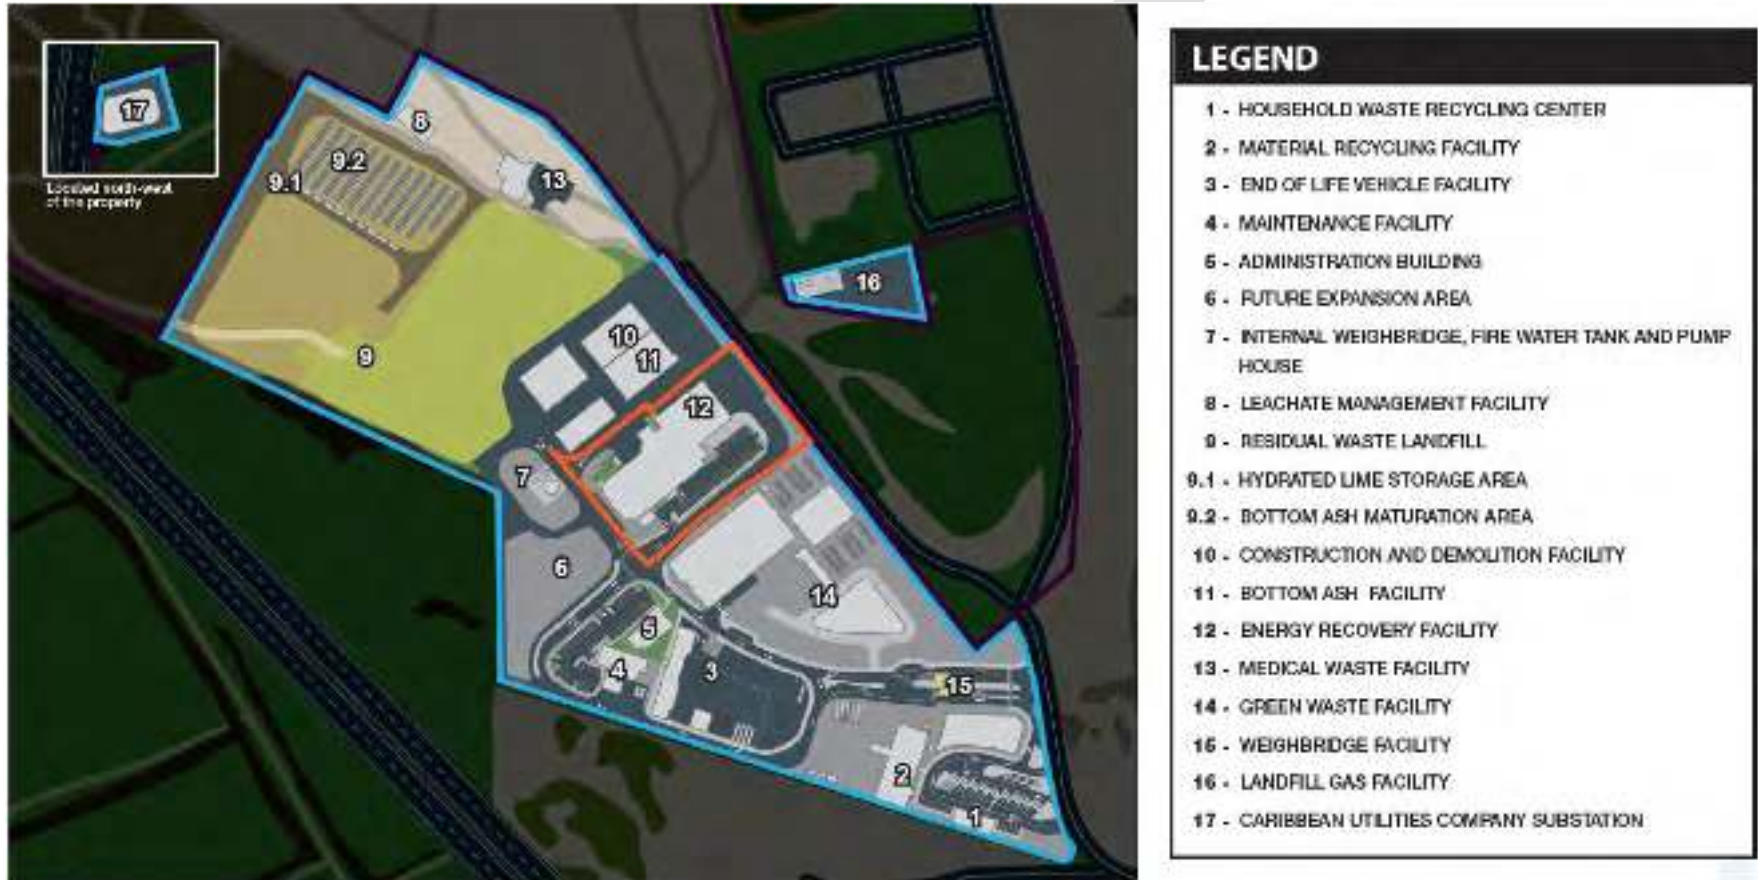 17
Located north-west
of the property
8
9.2
9.1
13
16
10
11
9
12
7
6
14
5
4
3
15
2
1
LEGEND
1 - HOUSEHOLD WASTE RECYCLING CENTER
2 - MATERIAL RECYCLING FACILITY
3 - END OF LIFE VEHICLE FACILITY
4 - MAINTENANCE FACILITY
5 - ADMINISTRATION BUILDING
6 - FUTURE EXPANSION AREA
7 - INTERNAL WEIGHBRIDGE, FIRE WATER TANK AND PUMP
HOUSE
8 - LEACHATE MANAGEMENT FACILITY
9 - RESIDUAL WASTE LANDFILL
9.1 - HYDRATED LIME STORAGE AREA
9.2 - BOTTOM ASH MATURATION AREA
10 - CONSTRUCTION AND DEMOLITION FACILITY
11 - BOTTOM ASH FACILITY
12 - ENERGY RECOVERY FACILITY
13 - MEDICAL WASTE FACILITY
14 - GREEN WASTE FACILITY
15 - WEIGHBRIDGE FACILITY
16 - LANDFILL GAS FACILITY
17 - CARIBBEAN UTILITIES COMPANY SUBSTATION